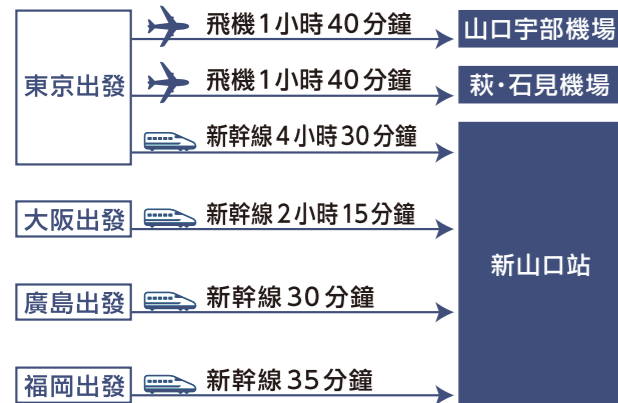 東京出發
飛機1小時40分鐘
山口宇部機場
飛機1小時40分鐘
萩・石見機場
新幹線4小時30分鐘
大阪出發
新幹線2小時15分鐘
新山口站
廣島出發
新幹線30分鐘
福岡出發
新幹線35分鐘